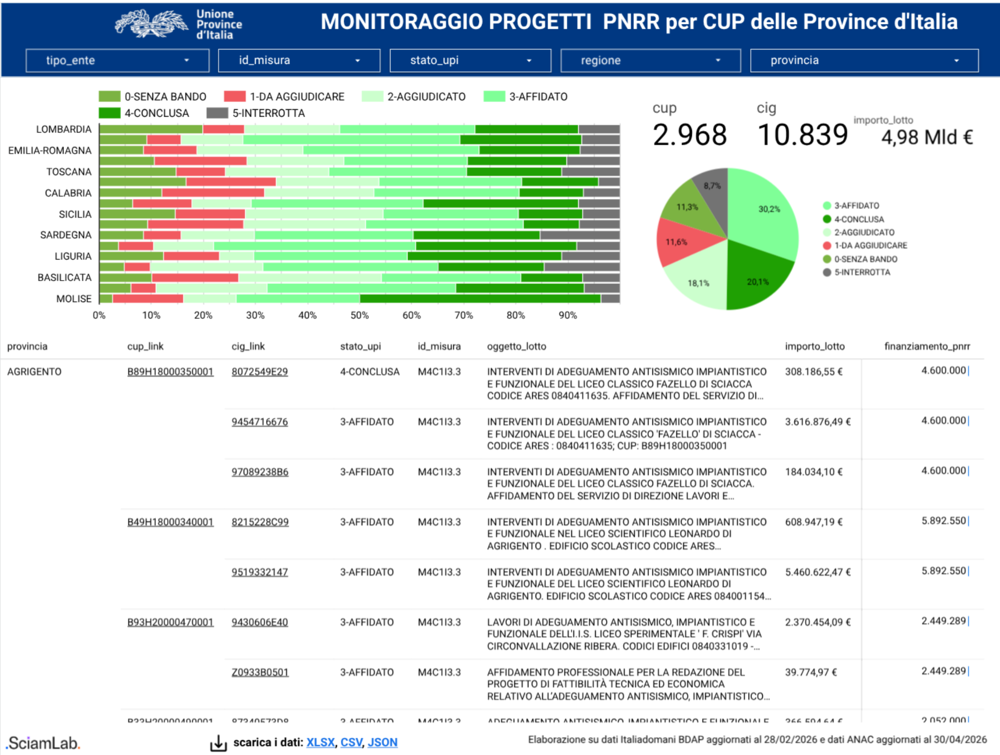 Unione
Province
d'Italia
MONITORAGGIO PROGETTI PNRR per CUP delle Province d'Italia
tipo_ente
id_misura
stato_upi
regione
provincia
0-SENZA BANDO 1-DA AGGIUDICARE 2-AGGIUDICATO 3-AFFIDATO
4-CONCLUSA 5-INTERROTTA
LOMBARDIA
EMILIA-ROMAGNA
TOSCANA
CALABRIA
SICILIA
SARDEGNA
LIGURIA
BASILICATA
MOLISE
0% 10% 20% 30% 40% 50% 60% 70% 80% 90%
cup
2.968
cig
10.839
importo_lotto
4,98 Mld €
8,7%
30,2%
11,3%
11,6%
18,1%
20,1%
3-AFFIDATO
4-CONCLUSA
2-AGGIUDICATO
1-DA AGGIUDICARE
0-SENZA BANDO
5-INTERROTTA
provincia cup_link cig_link stato_upi id_misura oggetto_lotto importo_lotto finanziamento_pnrr
AGRIGENTO B89H18000350001 8072549E29 4-CONCLUSA M4C1I3.3 INTERVENTI DI ADEGUAMENTO ANTISISMICO IMPIANTISTICO 308.186,55 € 4.600.000
E FUNZIONALE DEL LICEO CLASSICO FAZELLO DI SCIACCA
CODICE ARES 0840411635. AFFIDAMENTO DEL SERVIZIO DI…
9454716676 3-AFFIDATO M4C1I3.3 INTERVENTI DI ADEGUAMENTO ANTISISMICO IMPIANTISTICO 3.616.876,49 € 4.600.000
E FUNZIONALE DEL LICEO CLASSICO 'FAZELLO' DI SCIACCA -
CODICE ARES : 0840411635; CUP: B89H18000350001
97089238B6 3-AFFIDATO M4C1I3.3 INTERVENTI DI ADEGUAMENTO ANTISISMICO IMPIANTISTICO 184.034,10 € 4.600.000
E FUNZIONALE DEL LICEO CLASSICO FAZELLO DI SCIACCA.
AFFIDAMENTO DEL SERVIZIO DI DIREZIONE LAVORI E…
B49H18000340001 8215228C99 3-AFFIDATO M4C1I3.3 INTERVENTI DI ADEGUAMENTO ANTISISMICO IMPIANTISTICO 608.947,19 € 5.892.550
E FUNZIONALE NEL LICEO SCIENTIFICO LEONARDO DI
AGRIGENTO . EDIFICIO SCOLASTICO CODICE ARES…
9519332147 3-AFFIDATO M4C1I3.3 INTERVENTI DI ADEGUAMENTO ANTISISMICO IMPIANTISTICO 5.460.622,47 € 5.892.550
E FUNZIONALE DEL LICEO SCIENTIFICO LEONARDO DI
AGRIGENTO. EDIFICIO SCOLASTICO CODICE ARES 084001154…
B93H20000470001 9430606E40 3-AFFIDATO M4C1I3.3 LAVORI DI ADEGUAMENTO ANTISISMICO, IMPIANTISTICO E 2.370.454,09 € 2.449.289
FUNZIONALE DELL'I.I.S. LICEO SPERIMENTALE ' F. CRISPI' VIA
CIRCONVALLAZIONE RIBERA. CODICI EDIFICI 0840331019 -…
Z0933B0501 3-AFFIDATO M4C1I3.3 AFFIDAMENTO PROFESSIONALE PER LA REDAZIONE DEL 39.774,97 € 2.449.289
PROGETTO DI FATTIBILITÀ TECNICA ED ECONOMICA
RELATIVO ALL'ADEGUAMENTO ANTISISMICO, IMPIANTISTICO…
3-AFFIDATO M4C1I3.3 ADEGUAMENTO ANTISISMICO, IMPIANTISTICO E FUNZIONALE 2.052.000
.SciamLab.
scarica i dati: XLSX, CSV, JSON
Elaborazione su dati Italiadomani BDAP aggiornati al 28/02/2026 e dati ANAC aggiornati al 30/04/2026